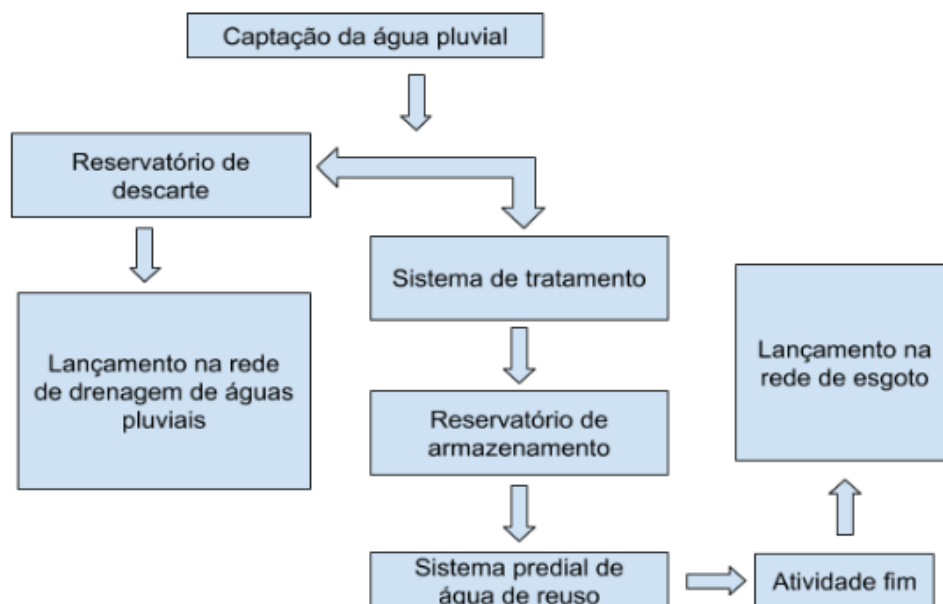 Captação da água pluvial
Reservatório de
descarte
Sistema de tratamento
Lançamento na rede
de drenagem de águas
pluviais
Lançamento na
rede de esgoto
Reservatório de
armazenamento
Sistema predial de
água de reuso
Atividade fim